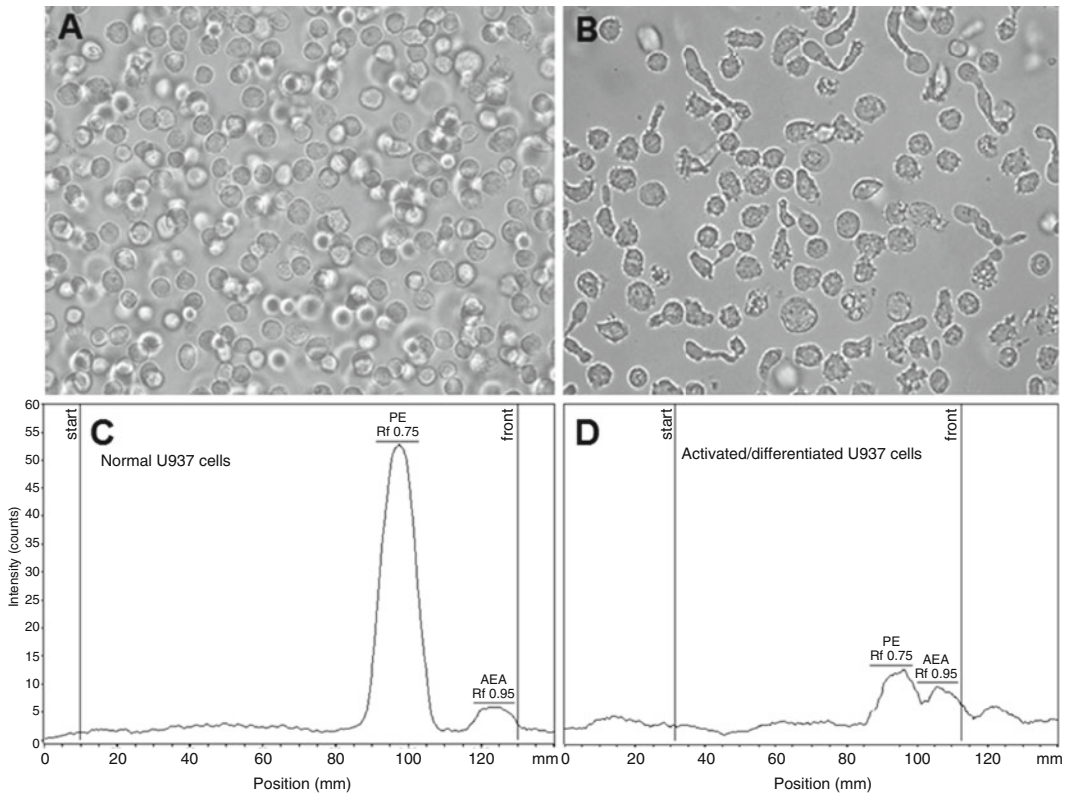 A
B
60
55
50
45
40
35
30
25
20
15
10
5
0
Intensity (counts)
start
C
Normal U937 cells
PE
Rf 0.75
AEA
Rf 0.95
front
0 20 40 60 80 100 120 mm
Position (mm)
D
start
Activated/differentiated U937 cells
PE
Rf 0.75
AEA
Rf 0.95
front
0 20 40 60 80 100 120 mm
Position (mm)